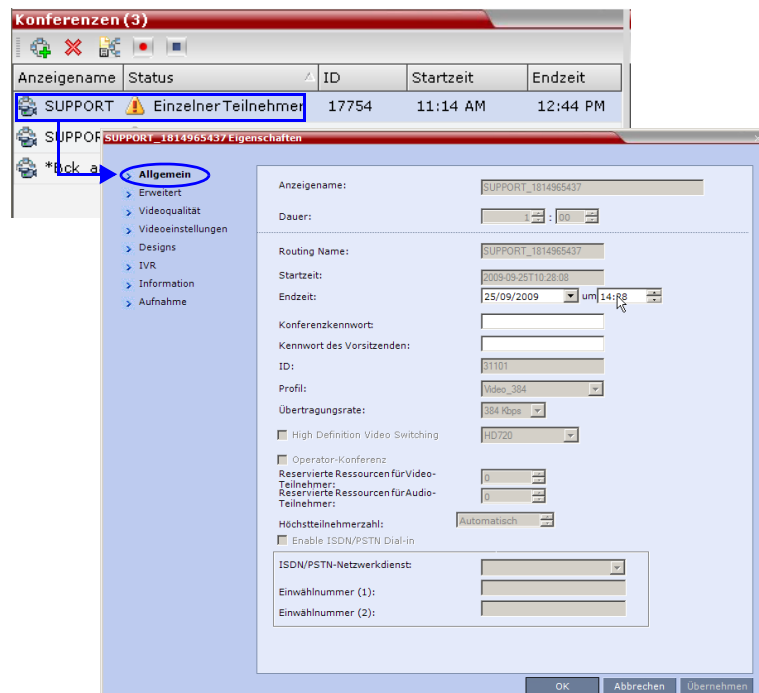 Konferenzen (3)
Anzeigename Status ID Startzeit Endzeit
SUPPORT Einzelner Teilnehmer 17754 11:14 AM 12:44 PM
SUPPOR
*Bck a
SUPPORT_1814965437 Eigenschaften
Allgemein
Erweitert
Videoqualität
Videoeinstellungen
Designs
IVR
Information
Aufnahme
Anzeigename: SUPPORT_1814965437
Dauer: 1 : 00
Routing Name: SUPPORT_1814965437
Startzeit: 2009-09-25T10:28:08
Endzeit: 25/09/2009 um 14:28
Konferenzkennwort:
Kennwort des Vorsitzenden:
ID: 31101
Profil: Video_384
Übertragungsrate: 384 Kbps
High Definition Video Switching HD720
Operator-Konferenz
Reservierte Ressourcen für Video-
Teilnehmer: 0
Reservierte Ressourcen für Audio-
Teilnehmer: 0
Höchstteilnehmerzahl: Automatisch
Enable ISDN/PSTN Dial-in
ISDN/PSTN-Netzwerkdienst:
Einwählnummer (1):
Einwählnummer (2):
OK Abbrechen Übernehmen